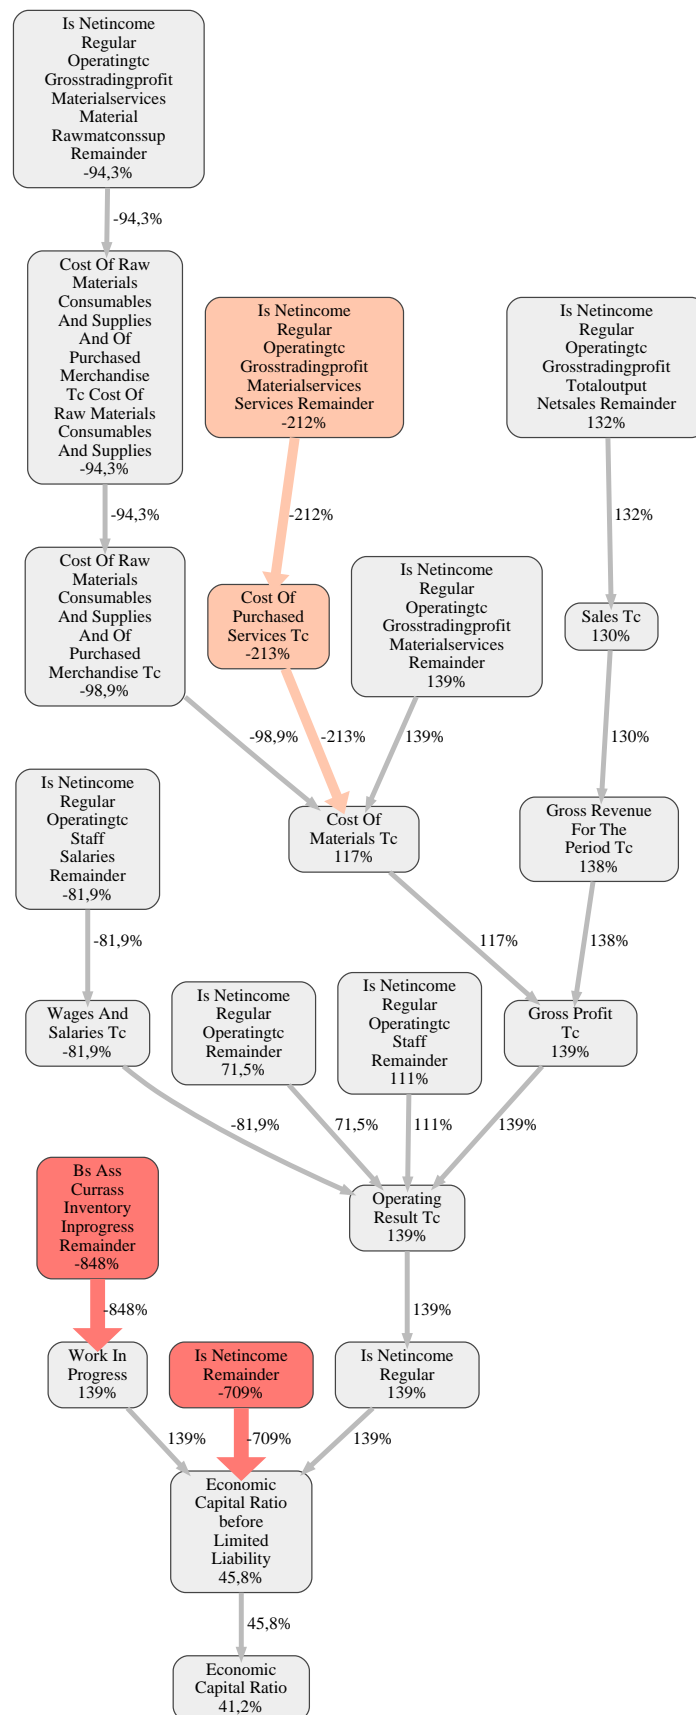 Is Netincome
Regular
Operatingtc
Grosstradingprofit
Materialservices
Material
Rawmatconssup
Remainder
-94,3%
-94,3%
Cost Of Raw
Materials
Consumables
And Supplies
And Of
Purchased
Merchandise
Tc Cost Of
Raw Materials
Consumables
And Supplies
-94,3%
Is Netincome
Regular
Operatingtc
Grosstradingprofit
Materialservices
Services Remainder
-212%
Is Netincome
Regular
Operatingtc
Grosstradingprofit
Totaloutput
Netsales Remainder
132%
-94,3%
-212%
132%
Cost Of Raw
Materials
Consumables
And Supplies
And Of
Purchased
Merchandise Tc
-98,9%
Cost Of
Purchased
Services Tc
-213%
Is Netincome
Regular
Operatingtc
Grosstradingprofit
Materialservices
Remainder
139%
Sales Tc
130%
-98,9%
-213%
139%
130%
Is Netincome
Regular
Operatingtc
Staff
Salaries
Remainder
-81,9%
Cost Of
Materials Tc
117%
Gross Revenue
For The
Period Tc
138%
-81,9%
117%
138%
Wages And
Salaries Tc
-81,9%
Is Netincome
Regular
Operatingtc
Remainder
71,5%
Is Netincome
Regular
Operatingtc
Staff
Remainder
111%
Gross Profit
Tc
139%
-81,9%
71,5%
111%
139%
Bs Ass
Currass
Inventory
Inprogress
Remainder
-848%
Operating
Result Tc
139%
-848%
139%
Work In
Progress
139%
Is Netincome
Remainder
-709%
Is Netincome
Regular
139%
139%
-709%
139%
Economic
Capital Ratio
before
Limited
Liability
45,8%
45,8%
Economic
Capital Ratio
41,2%